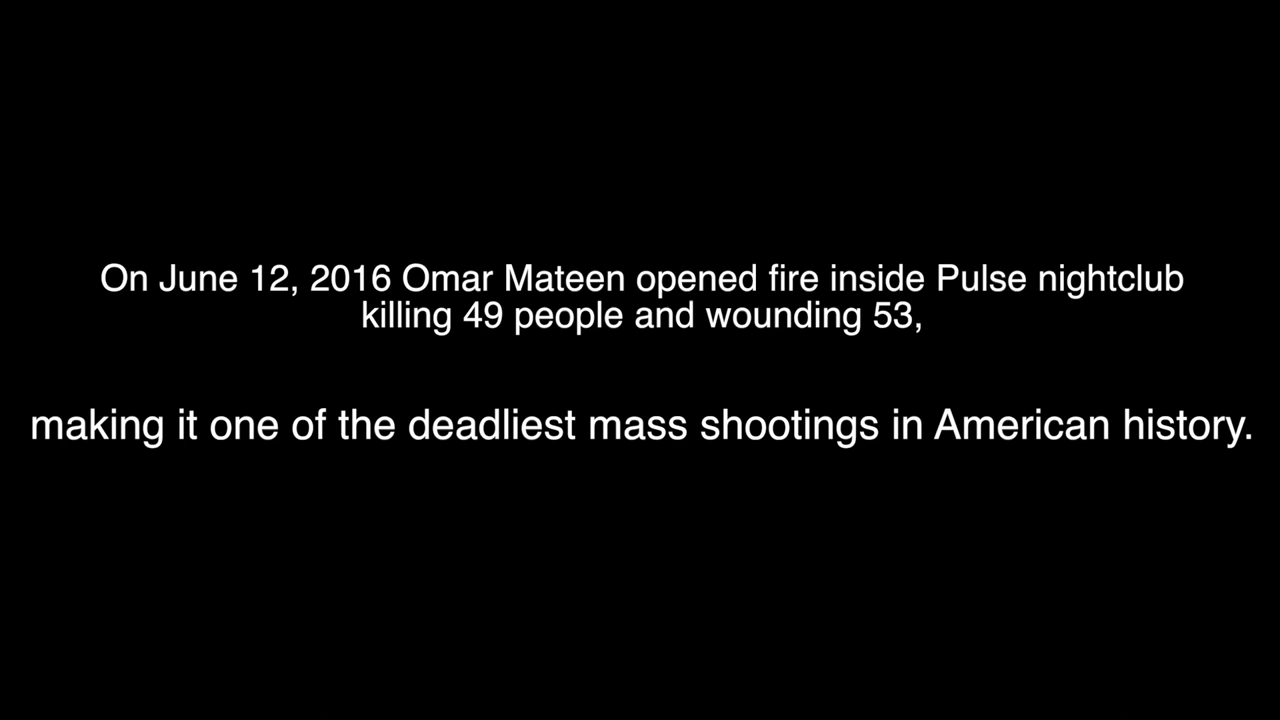 On June 12, 2016 Omar Mateen opened fire inside Pulse nightclub
killing 49 people and wounding 53,
making it one of the deadliest mass shootings in American history.